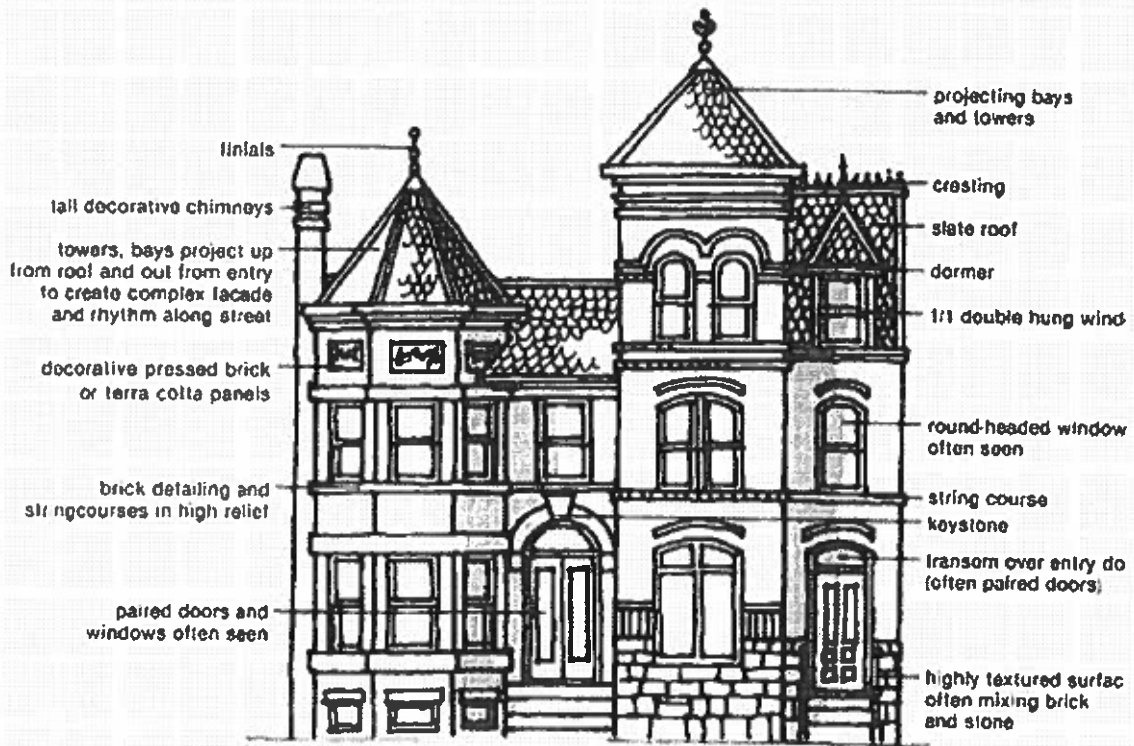 finials
tall decorative chimneys
towers, bays project up
from roof and out from entry
to create complex facade
and rhythm along street
decorative pressed brick
or terra cotta panels
brick detailing and
stringcourses in high relief
paired doors and
windows often seen
projecting bays
and towers
cresting
slate roof
dormer
1/1 double hung wind
round-headed window
often seen
string course
keystone
transom over entry do
(often paired doors)
highly textured surfac
often mixing brick
and stone